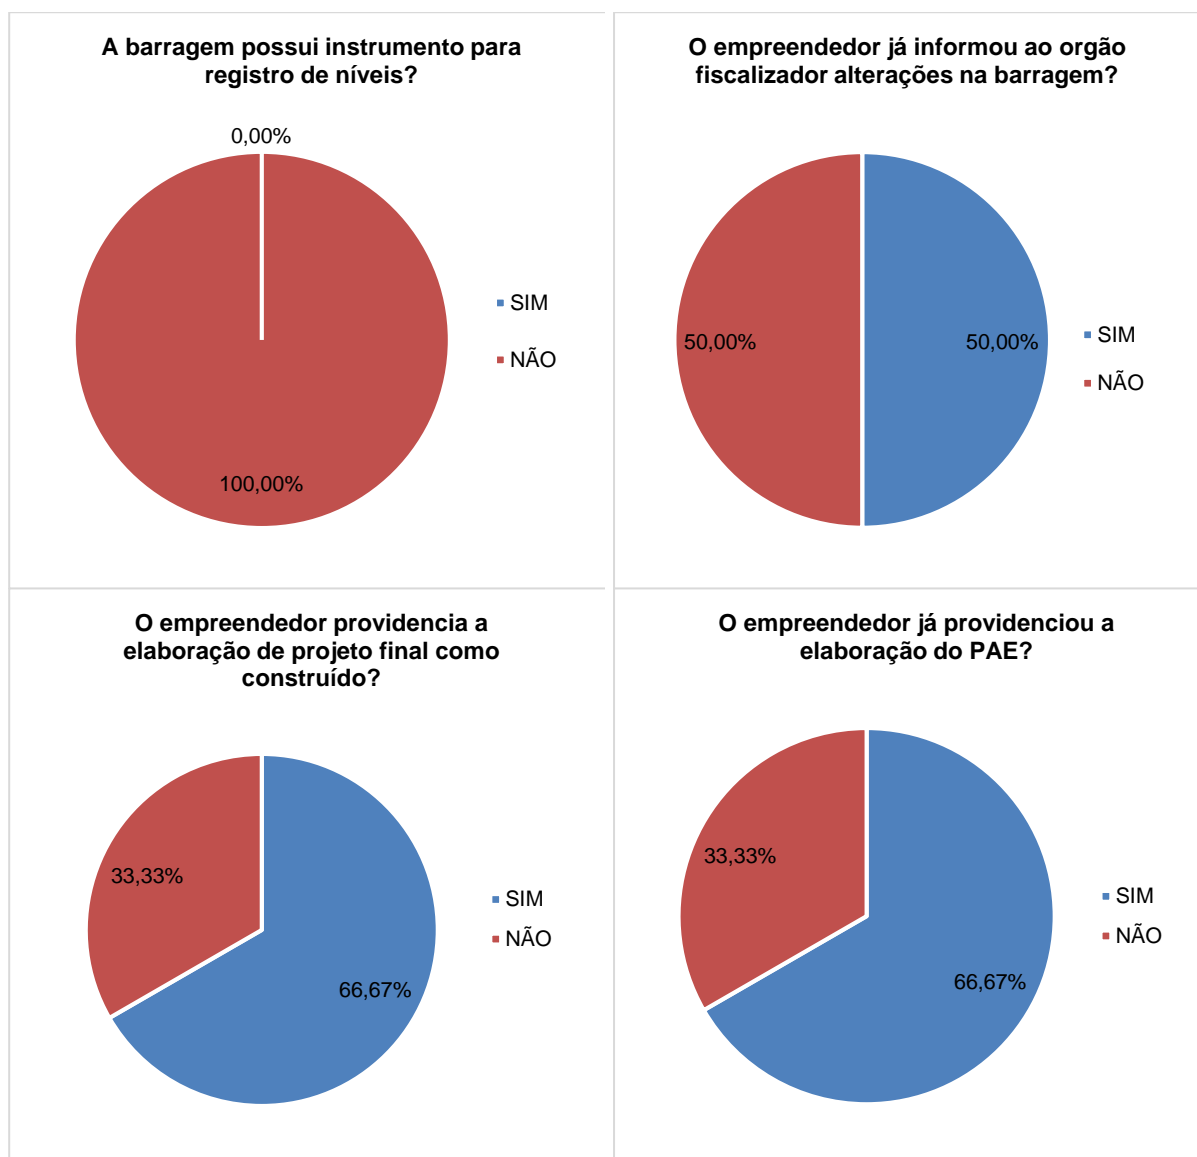 A barragem possui instrumento para
registro de níveis?
0,00%
100,00%
SIM
NÃO
O empreendedor já informou ao orgão
fiscalizador alterações na barragem?
50,00%
50,00%
SIM
NÃO
O empreendedor providencia a
elaboração de projeto final como
construído?
33,33%
66,67%
SIM
NÃO
O empreendedor já providenciou a
elaboração do PAE?
33,33%
66,67%
SIM
NÃO